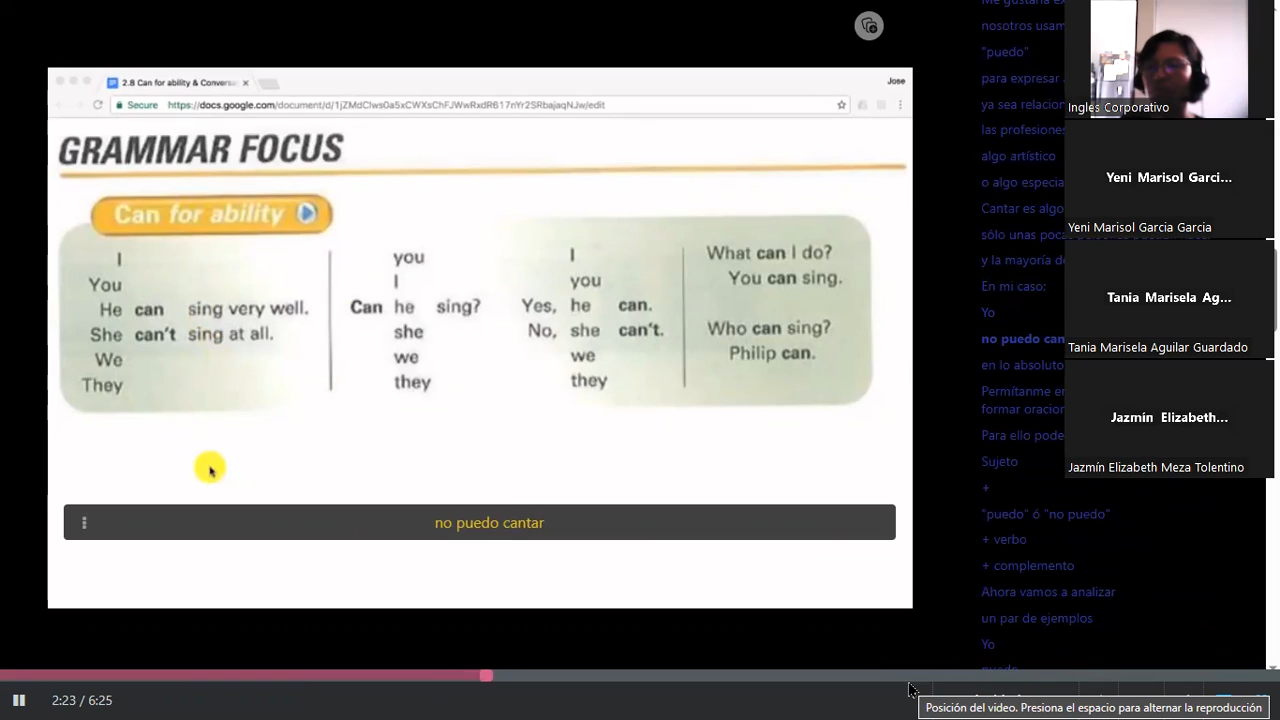 2.8 Can for ability & Conversa
Jose
Secure
https://docs.google.com/document/d/1jZMdClws0a5xCWXsChFJWwRxdR617nYr2SRbajaqNJw/edit
GRAMMAR FOCUS
Can for ability
I
You
He can sing very well.
She can't sing at all.
We
They
you
I
Can he sing?
she
we
they
I
you
Yes, he can.
No, she can't.
we
they
What can I do?
You can sing.
Who can sing?
Philip can.
no puedo cantar
2:23 / 6:25
nosotros usam
"puedo"
para expresar
ya sea relacion
las profesiones
algo artístico
o algo especia
Cantar es algo
y la mayoría de
En mi caso;
Yo
no puedo can
en lo absoluto
Permítanme en
formar oracion
Para ello pode
Sujeto
+
"puedo" ó "no puedo"
+ verbo
+ complemento
Ahora vamos a analizar
un par de ejemplos
Yo
Ingles Corporativo
Yeni Marisol Garci...
Yeni Marisol Garcia Garcia
Tania Marisela Ag...
Tania Marisela Aguilar Guardado
Jazmín Elizabeth...
Jazmín Elizabeth Meza Tolentino
Posición del video. Presiona el espacio para alternar la reproducción